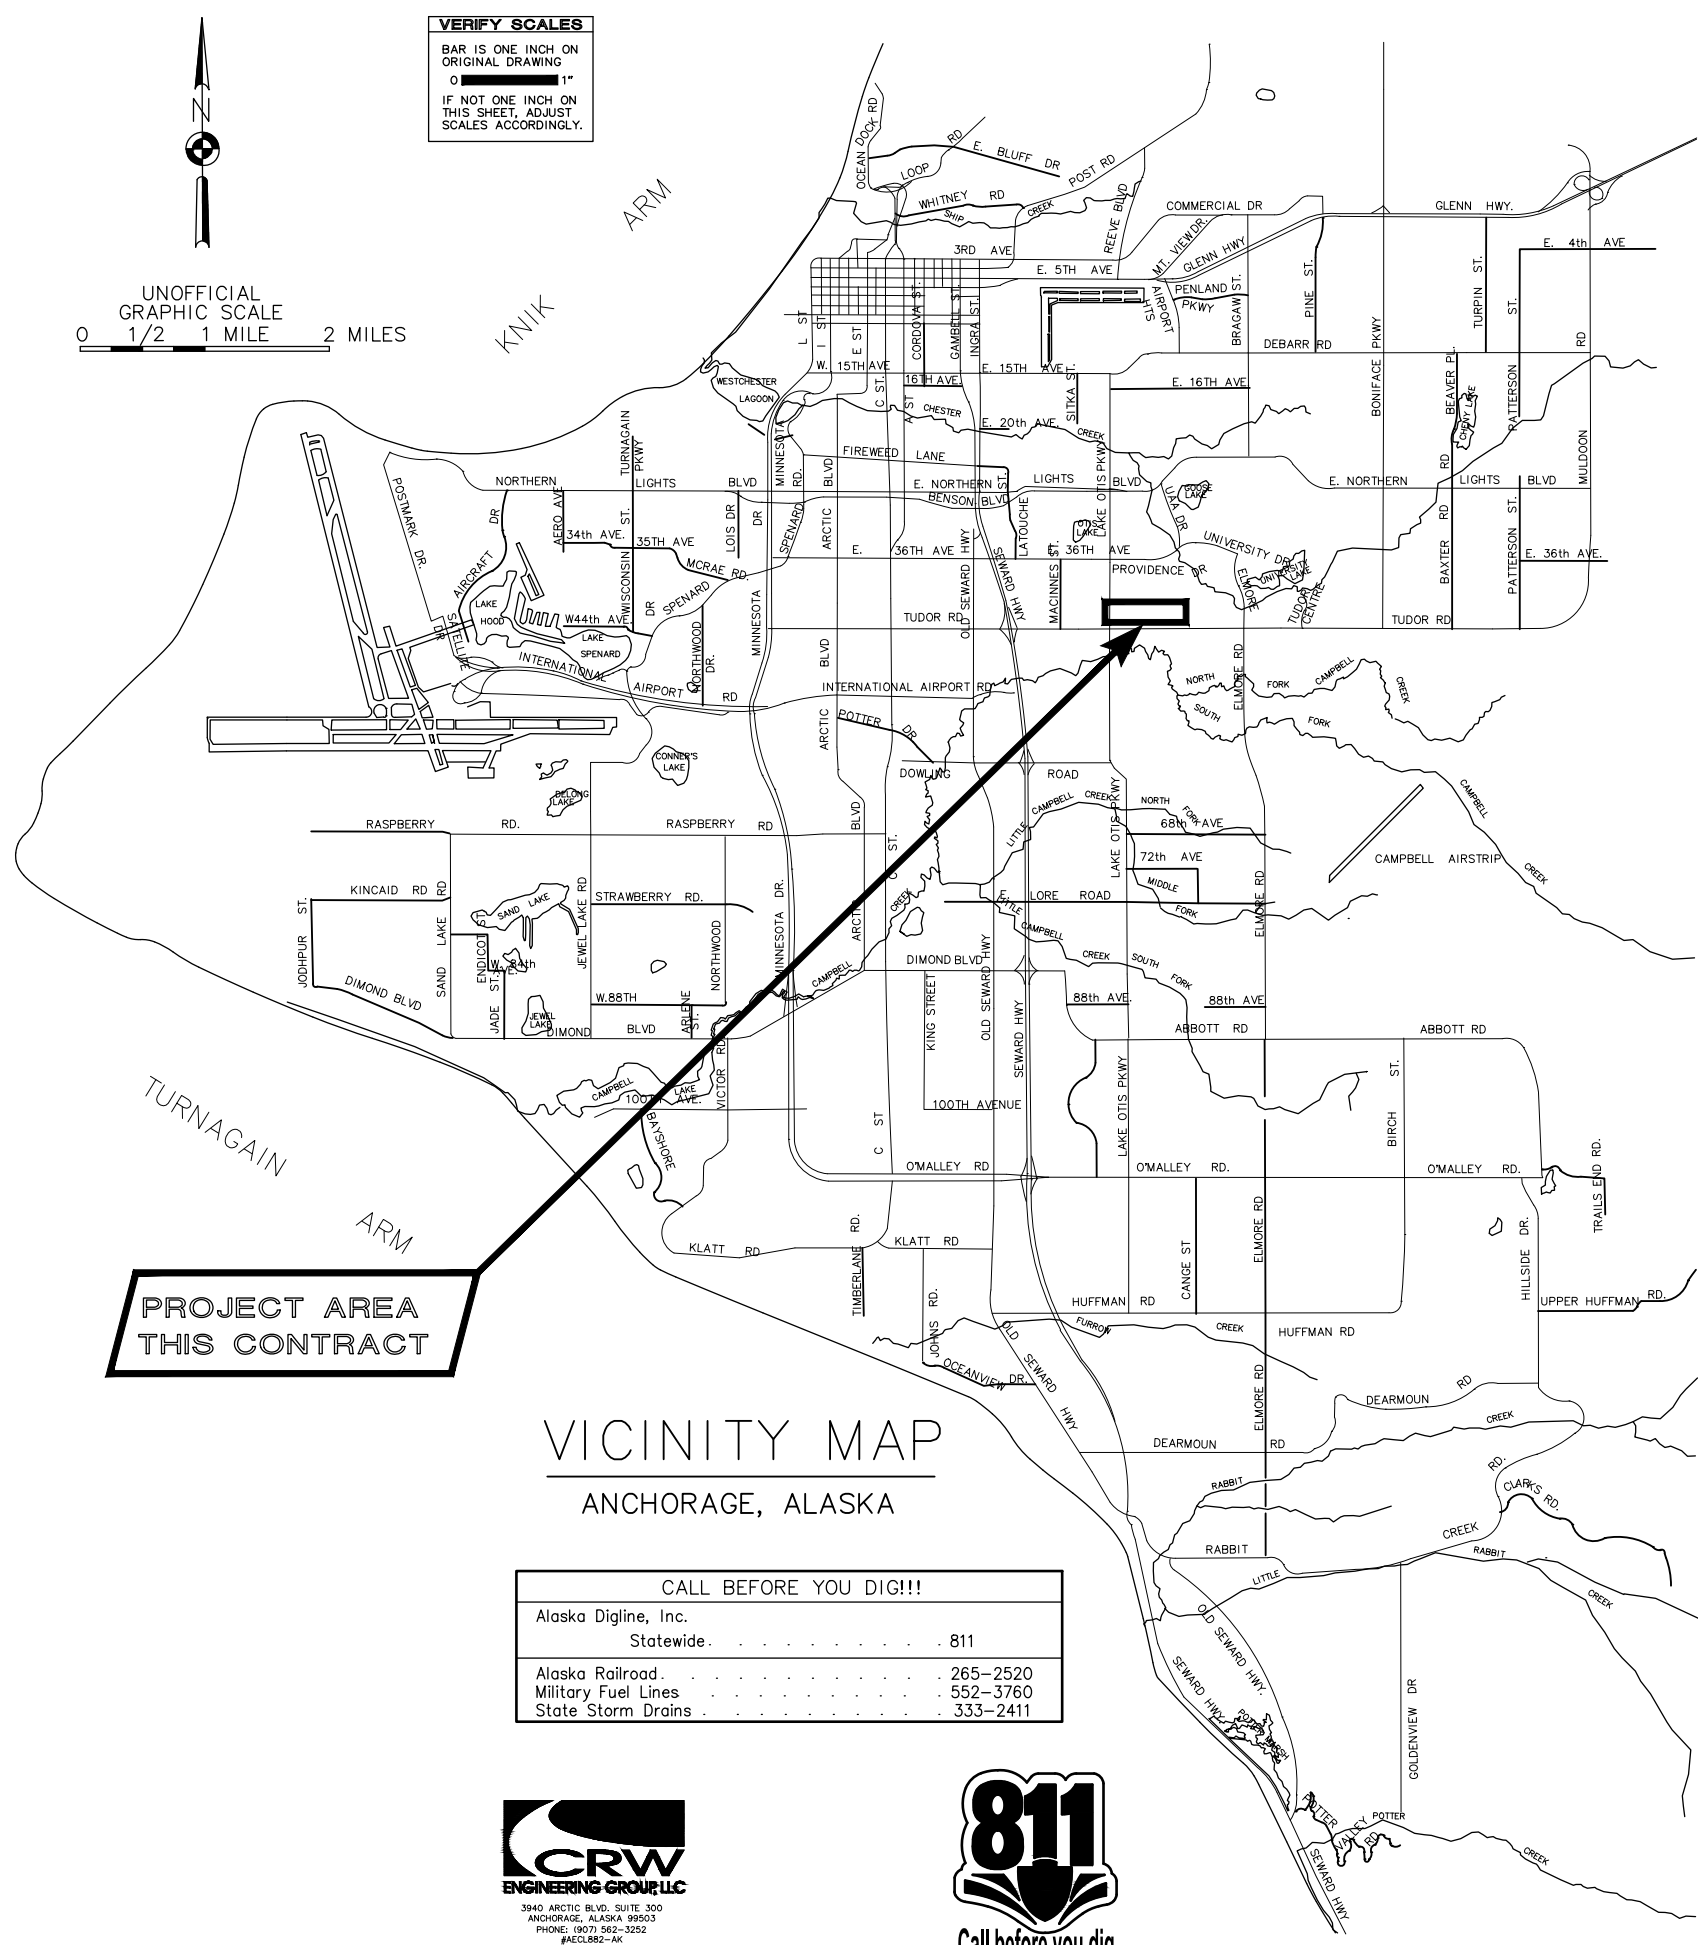 VERIFY SCALES
BAR IS ONE INCH ON
ORIGINAL DRAWING
0 1"
IF NOT ONE INCH ON
THIS SHEET, ADJUST
SCALES ACCORDINGLY.
N
UNOFFICIAL
GRAPHIC SCALE
0 1/2 1 MILE 2 MILES
KNIK ARM
OCEAN DOCK RD
LOOP RD
E. BLUFF DR
POST RD
WHITNEY RD
SHIP CREEK
REEVE BLVD
COMMERCIAL DR
MT. VIEW DR.
GLENN HWY
GLENN HWY.
3RD AVE
E. 5TH AVE
E. 4th AVE
AIRPORT HTS
PENLAND PKWY
BRAGAW ST.
PINE ST.
BONIFACE PKWY
TURPIN ST.
PATTERSON ST.
MULDOON RD
L ST
I ST
E ST
CORDOVA ST.
GAMBELL ST.
INGRA ST.
DEBARR RD
W. 15TH AVE
E. 15TH AVE
16TH AVE.
E. 16TH AVE
C ST.
A ST
SITKA ST.
BEAVER PL.
CHENY LAKE
WESTCHESTER
LAGOON
CHESTER CREEK
E. 20th AVE.
MINNESOTA
FIREWEED LANE
TURNAGAIN PKWY
NORTHERN LIGHTS BLVD
E. NORTHERN LIGHTS BLVD
E. NORTHERN LIGHTS BLVD
BENSON BLVD
LATOUCHE ST.
LAKE OTIS PKWY
GOOSE LAKE
UAA DR
OTIS LAKE
POSTMARK DR.
AIRCRAFT DR
AERO AVE
34th AVE.
35TH AVE
MCRAE RD.
LOIS DR
MINNESOTA DR
SPENARD RD.
ARCTIC BLVD
E. 36TH AVE
E. 36TH AVE
E. 36th AVE.
OLD SEWARD HWY
SEWARD HWY
MACINNES ST.
PROVIDENCE DR
UNIVERSITY DR
UNIVERSITY LAKE
ELMORE
TUDOR CENTRE
BAXTER RD
PATTERSON ST.
WISCONSIN ST.
SPENARD DR
NORTHWOOD DR.
LAKE HOOD
W44th AVE.
LAKE SPENARD
SATELLITE DR
TUDOR RD
TUDOR RD
INTERNATIONAL AIRPORT RD
INTERNATIONAL AIRPORT RD
ARCTIC BLVD
POTTER DR
ELMORE RD
NORTH FORK CAMPBELL CREEK
SOUTH FORK
CAMPBELL CREEK
CONNER'S LAKE
DELONG LAKE
DOWLING ROAD
LITTLE CAMPBELL CREEK NORTH FORK
68th AVE
72th AVE
CAMPBELL AIRSTRIP
RASPBERRY RD.
RASPBERRY RD
KINCAID RD
STRAWBERRY RD.
E. LORE ROAD
MIDDLE FORK
JODHPUR ST.
SAND LAKE RD
SAND LAKE
ENDICOT ST
W. 84th AVE.
JADE ST.
JEWEL LAKE RD
JEWEL LAKE
DIMOND BLVD
DIMOND BLVD
DIMOND BLVD
W.88TH
ARLENE ST.
NORTHWOOD
MINNESOTA DR.
ARCTIC BLVD
C ST.
CAMPBELL CREEK
KING STREET
OLD SEWARD HWY
SEWARD HWY
LITTLE CAMPBELL CREEK SOUTH FORK
88th AVE.
88th AVE
ABBOTT RD
ABBOTT RD
LAKE OTIS PKWY
LAKE OTIS PKWY
ELMORE RD
BIRCH ST.
CAMPBELL LAKE
100TH AVE.
100TH AVENUE
VICTOR RD
BAYSHORE
C ST
O'MALLEY RD
O'MALLEY RD.
O'MALLEY RD.
TRAILS END RD.
TURNAGAIN ARM
KLATT RD
KLATT RD
TIMBERLANE RD.
JOHNS RD.
CANGE ST
ELMORE RD
HILLSIDE DR.
HUFFMAN RD
HUFFMAN RD
UPPER HUFFMAN RD.
FURROW CREEK
OCEANVIEW DR.
OLD SEWARD HWY
ELMORE RD
DEARMOUN RD
DEARMOUN RD
RABBIT CREEK
CLARKS RD.
RABBIT CREEK RD.
LITTLE RABBIT CREEK
OLD SEWARD HWY.
SEWARD HWY.
POTTER MARSH
GOLDENVIEW DR
POTTER VALLEY RD
POTTER CREEK
SEWARD HWY
PROJECT AREA
THIS CONTRACT
VICINITY MAP
ANCHORAGE, ALASKA
CALL BEFORE YOU DIG!!!
Alaska Digline, Inc.
Statewide. . . . . . . . . . 811
Alaska Railroad. . . . . . . . . . . . 265-2520
Military Fuel Lines . . . . . . . . . . 552-3760
State Storm Drains . . . . . . . . . . 333-2411
CRW
ENGINEERING GROUP, LLC
3940 ARCTIC BLVD. SUITE 300
ANCHORAGE, ALASKA 99503
PHONE: (907) 562-3252
#AECL882-AK
811
Call before you dig